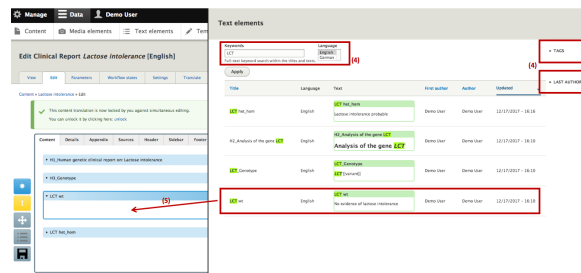 Manage Data Demo User
Content Media elements Text elements Tem
Edit Clinical Report Lactose intolerance [English]
View Edit Parameters Workflow states Settings Translate
Content » Lactose intolerance » Edit
This content translation is now locked by you against simultaneous editing.
You can unlock it by clicking here: unlock
Content Details Appendix Sources Header Sidebar Footer
H1_Human genetic clinical report on: Lactose intolerance
H3_Genotype
LCT wt
(5)
LCT het_hom
Text elements
Keywords Language
LCT English
German
Full-text keyword search within the titles and texts.
(4)
Apply
(4)
TAGS
LAST AUTHOR
Title Language Text First author Author Updated
LCT het_hom English LCT het_hom Demo User Demo User 12/17/2017 - 16:16
Lactose intolerance probable
H2_Analysis of the gene LCT English H2_Analysis of the gene LCT Demo User Demo User 12/17/2017 - 16:10
Analysis of the gene LCT
LCT_Genotype English LCT_Genotype Demo User Demo User 12/17/2017 - 16:10
LCT [variant]
LCT wt English LCT wt Demo User Demo User 12/17/2017 - 16:10
No evidence of lactose intolerance